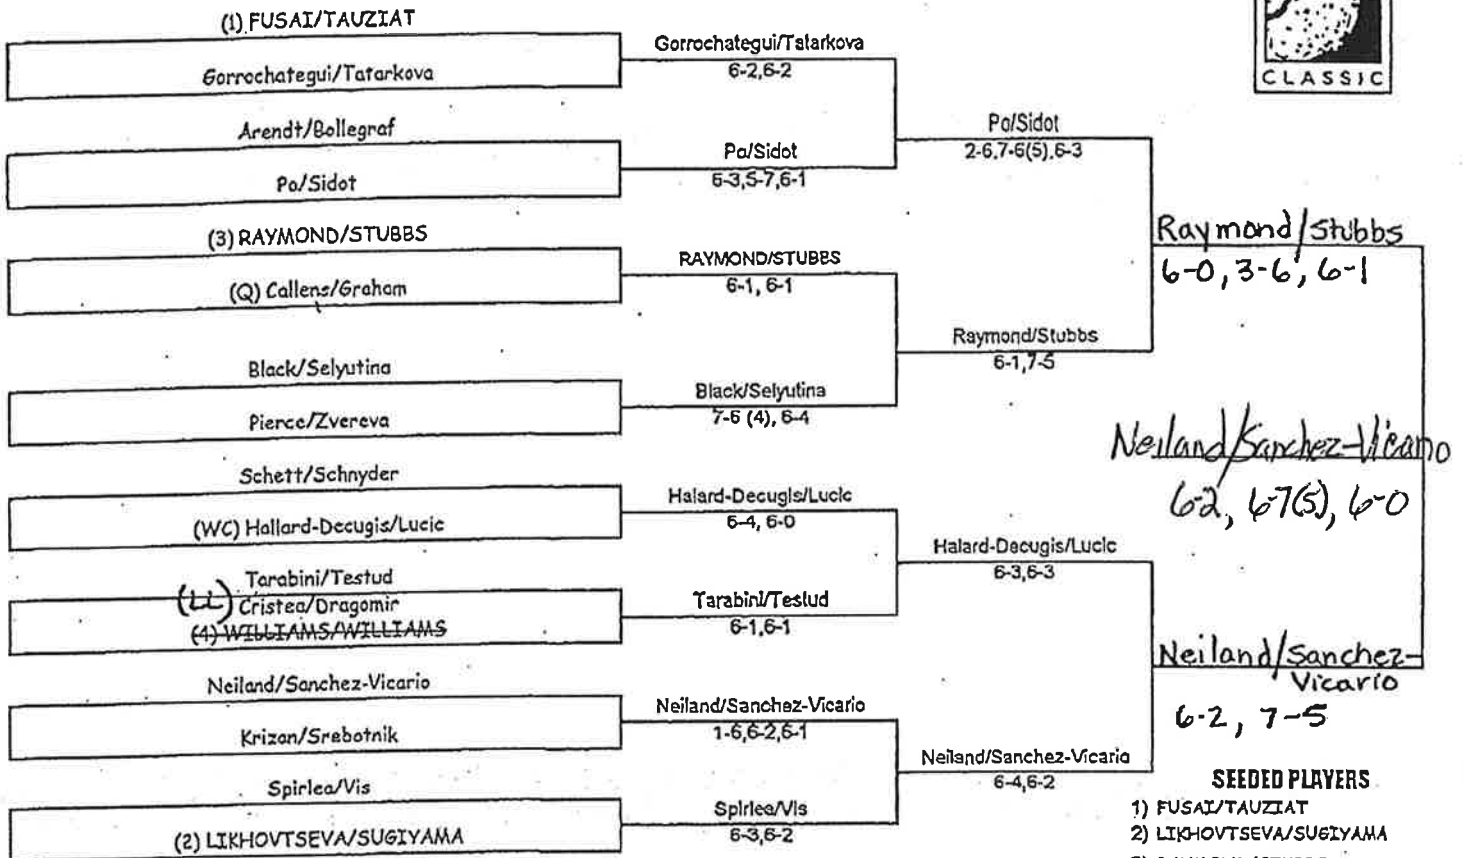 CLASSIC
(1) FUSAI/TAUZIAT
Gorrochategui/Tatarkova
Arendt/Bollegraf
Po/Sidot
(3) RAYMOND/STUBBS
(Q) Callens/Graham
Black/Selyutina
Pierce/Zvereva
Schett/Schnyder
(WC) Hallard-Decugis/Lucic
Tarabini/Testud
(LL) Cristea/Dragomir
(4) WILLIAMS/WILLIAMS
Neiland/Sanchez-Vicario
Krizan/Srebotnik
Spirlea/Vis
(2) LIKHOVTSEVA/SUGIYAMA
Gorrochategui/Tatarkova
6-2,6-2
Po/Sidot
6-3,5-7,6-1
RAYMOND/STUBBS
6-1, 6-1
Black/Selyutina
7-6 (4), 6-4
Halard-Decugis/Lucic
6-4, 6-0
Tarabini/Testud
6-1,6-1
Neiland/Sanchez-Vicario
1-6,6-2,6-1
Spirlea/Vis
6-3,6-2
Po/Sidot
2-6,7-6(5),6-3
Raymond/Stubbs
6-1,7-5
Halard-Decugis/Lucic
6-3,6-3
Neiland/Sanchez-Vicario
6-4,6-2
Raymond/Stubbs
6-0, 3-6, 6-1
Neiland/Sanchez-
Vicario
6-2, 7-5
Neiland/Sanchez-Vicario
6-2, 6-7(5), 6-0
SEEDED PLAYERS
1) FUSAI/TAUZIAT
2) LIKHOVTSEVA/SUGIYAMA